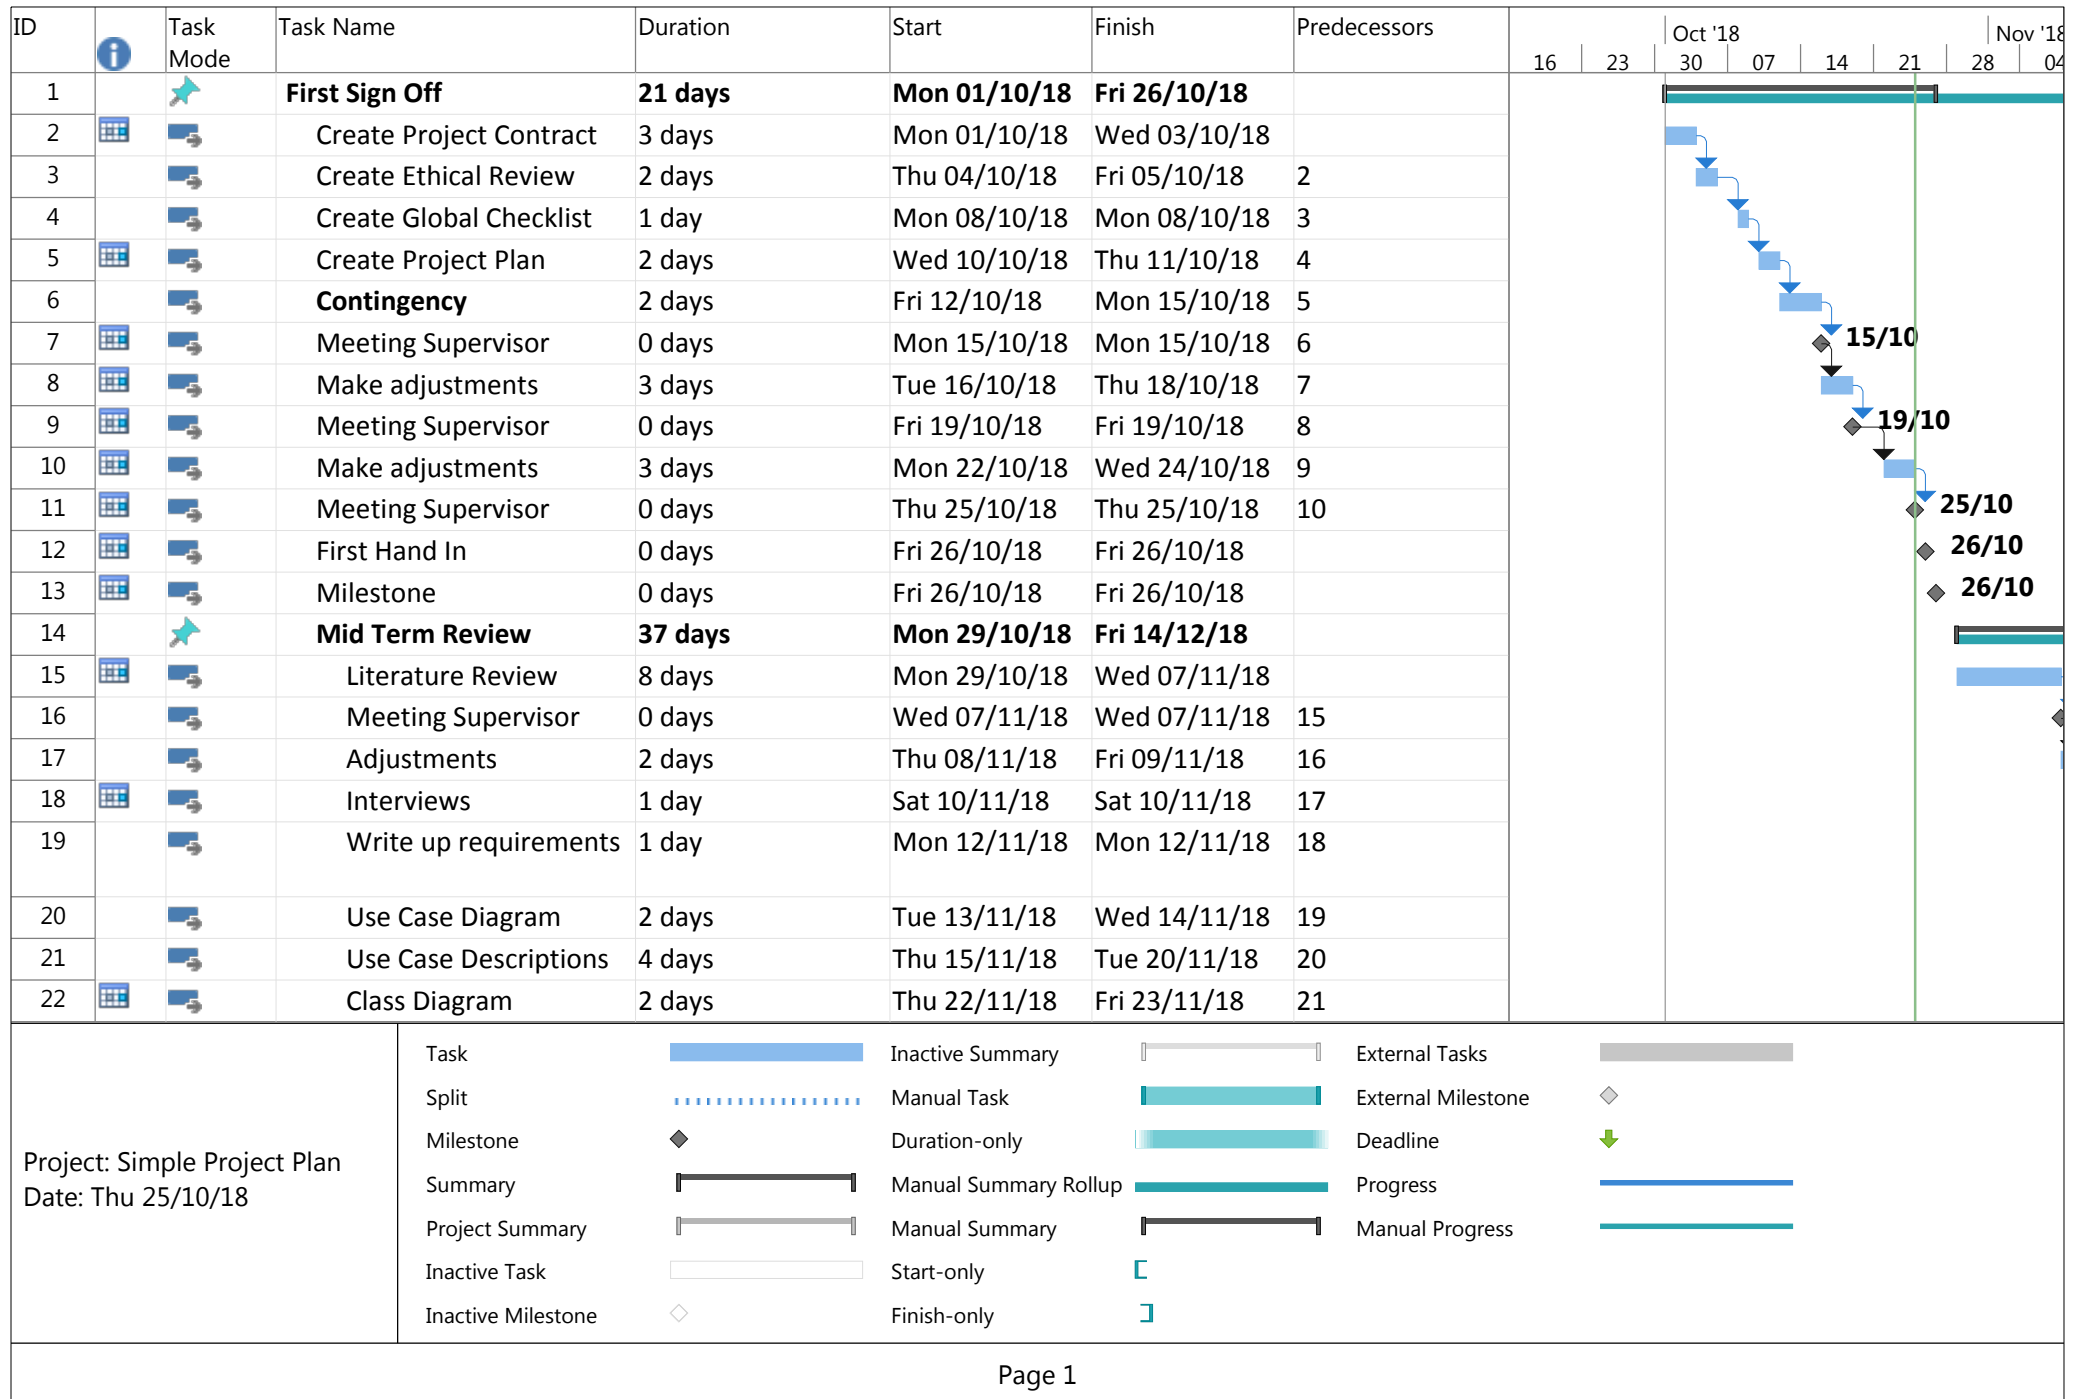 ID Task Mode Task Name Duration Start Finish Predecessors
Oct '18 Nov '18
16 23 30 07 14 21 28 04
1 First Sign Off 21 days Mon 01/10/18 Fri 26/10/18
2 Create Project Contract 3 days Mon 01/10/18 Wed 03/10/18
3 Create Ethical Review 2 days Thu 04/10/18 Fri 05/10/18 2
4 Create Global Checklist 1 day Mon 08/10/18 Mon 08/10/18 3
5 Create Project Plan 2 days Wed 10/10/18 Thu 11/10/18 4
6 Contingency 2 days Fri 12/10/18 Mon 15/10/18 5
7 Meeting Supervisor 0 days Mon 15/10/18 Mon 15/10/18 6 15/10
8 Make adjustments 3 days Tue 16/10/18 Thu 18/10/18 7
9 Meeting Supervisor 0 days Fri 19/10/18 Fri 19/10/18 8 19/10
10 Make adjustments 3 days Mon 22/10/18 Wed 24/10/18 9
11 Meeting Supervisor 0 days Thu 25/10/18 Thu 25/10/18 10 25/10
12 First Hand In 0 days Fri 26/10/18 Fri 26/10/18 26/10
13 Milestone 0 days Fri 26/10/18 Fri 26/10/18 26/10
14 Mid Term Review 37 days Mon 29/10/18 Fri 14/12/18
15 Literature Review 8 days Mon 29/10/18 Wed 07/11/18
16 Meeting Supervisor 0 days Wed 07/11/18 Wed 07/11/18 15
17 Adjustments 2 days Thu 08/11/18 Fri 09/11/18 16
18 Interviews 1 day Sat 10/11/18 Sat 10/11/18 17
19 Write up requirements 1 day Mon 12/11/18 Mon 12/11/18 18
20 Use Case Diagram 2 days Tue 13/11/18 Wed 14/11/18 19
21 Use Case Descriptions 4 days Thu 15/11/18 Tue 20/11/18 20
22 Class Diagram 2 days Thu 22/11/18 Fri 23/11/18 21
Project: Simple Project Plan
Date: Thu 25/10/18
Task
Split
Milestone
Summary
Project Summary
Inactive Task
Inactive Milestone
Inactive Summary
Manual Task
Duration-only
Manual Summary Rollup
Manual Summary
Start-only
Finish-only
External Tasks
External Milestone
Deadline
Progress
Manual Progress
Page 1